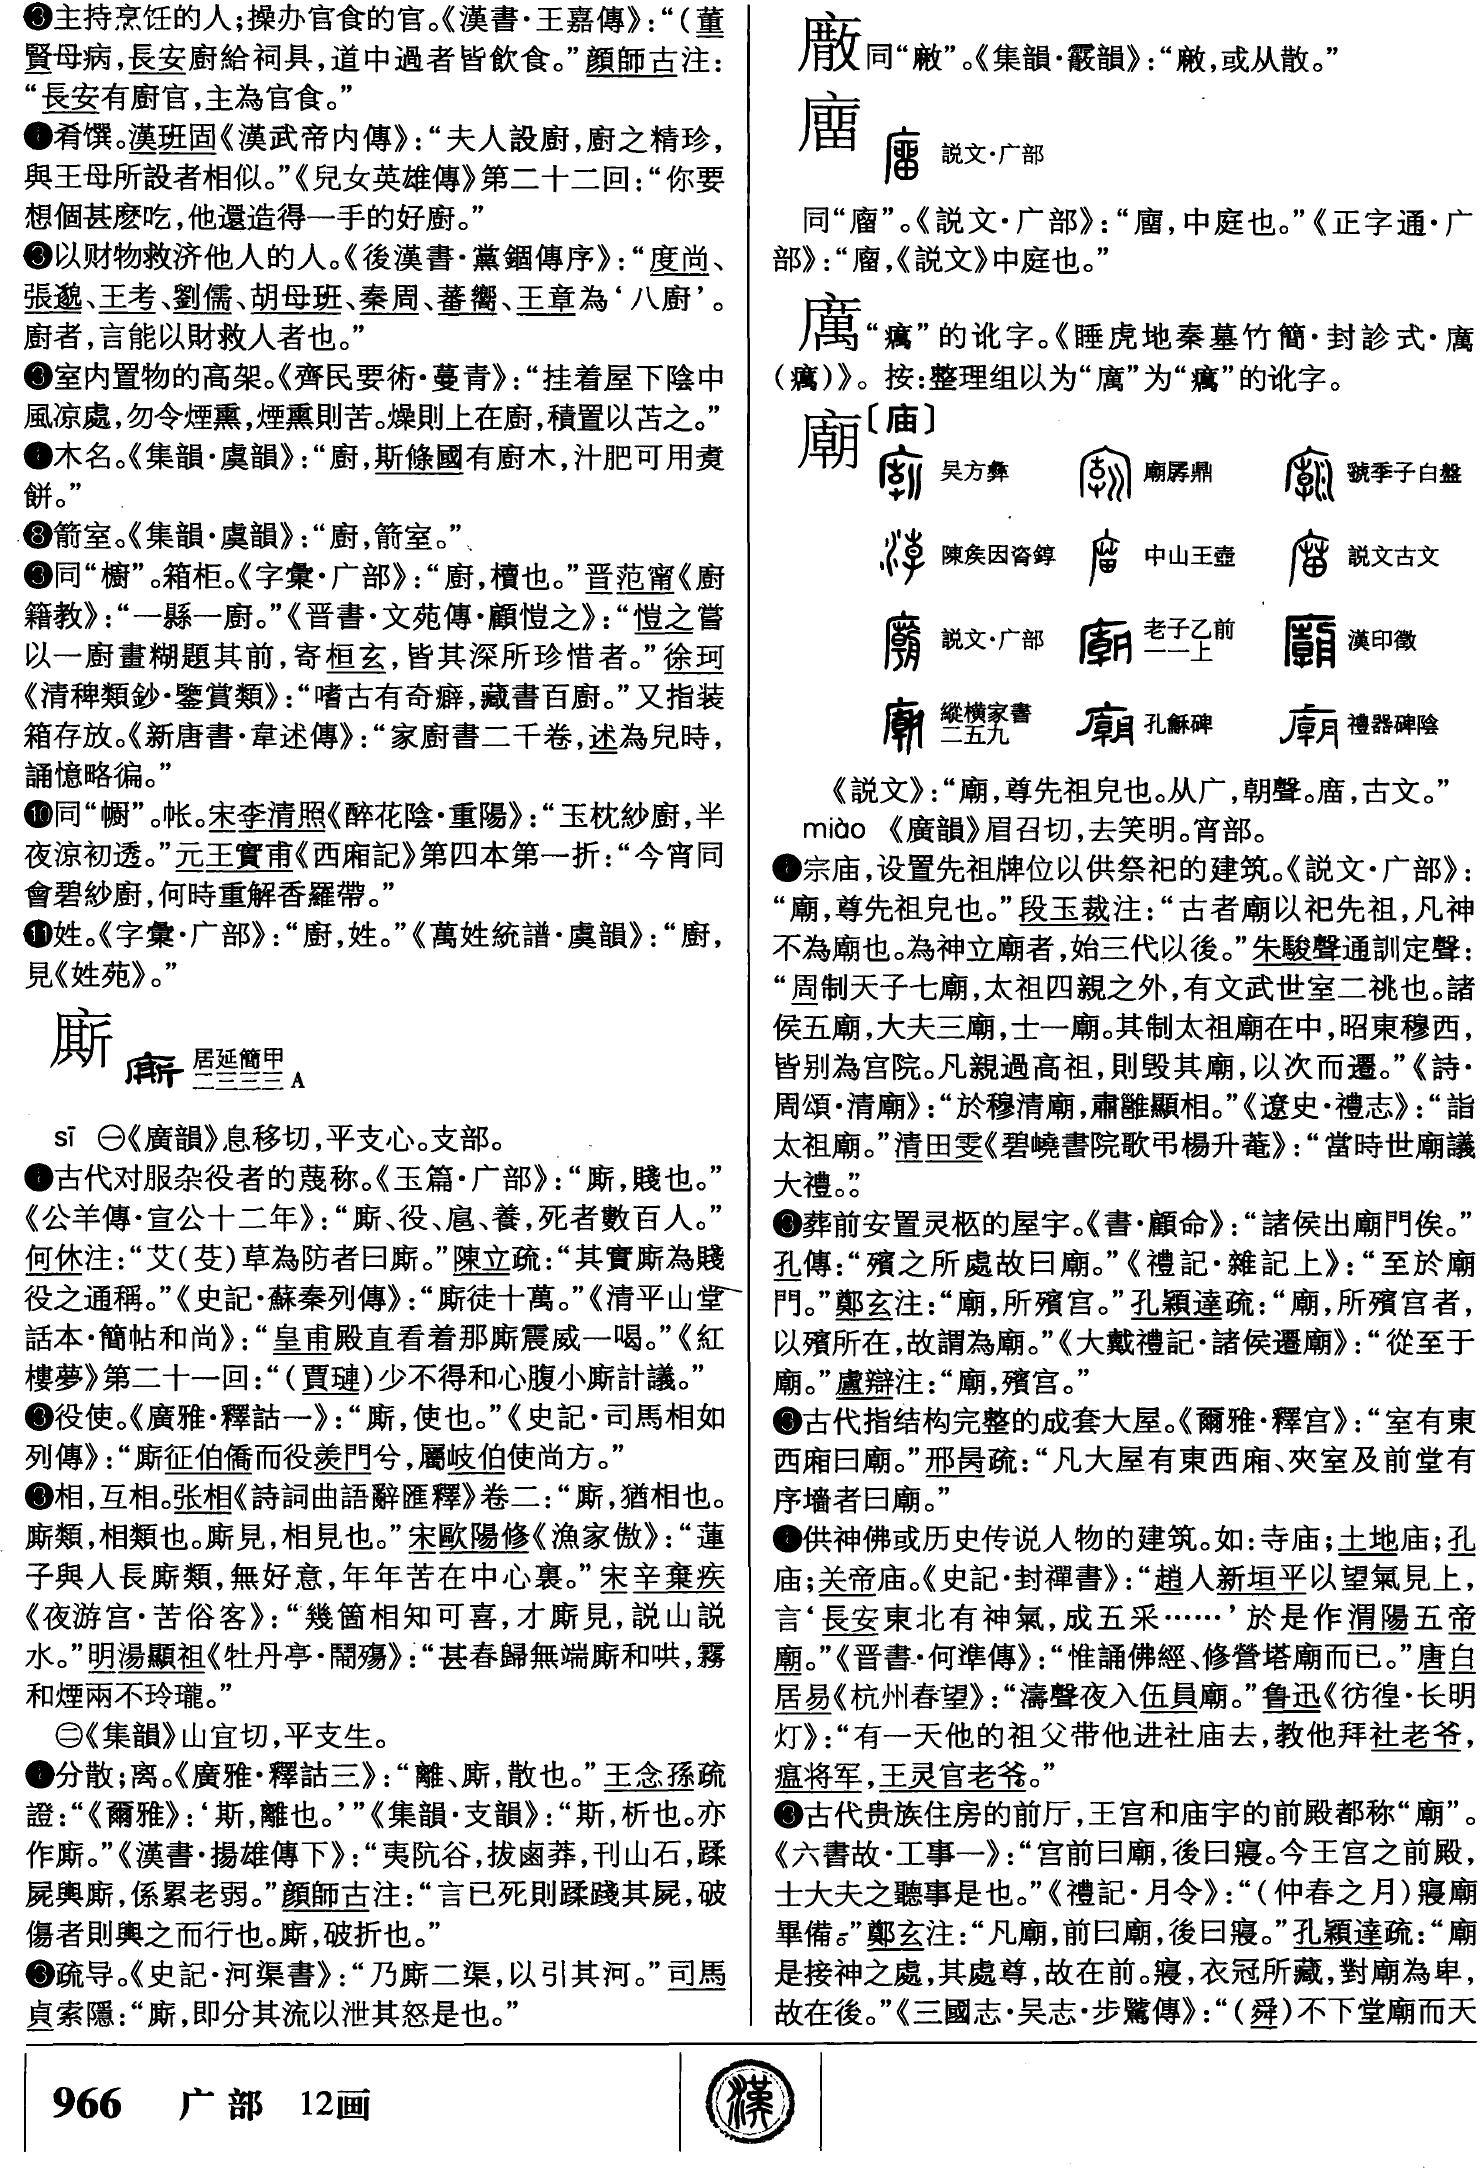 ❸主持烹饪的人；操办官食的官。《漢書·王嘉傳》：“（董
賢母病，長安廚給祠具，道中過者皆飲食。”顔師古注：
“長安有廚官，主為官食。”
肴馔。漢班固《漢武帝内傳》：“夫人設廚，廚之精珍，
與王母所設者相似。”《兒女英雄傳》第二十二回：“你要
想個甚麽吃，他還造得一手的好廚。”
❸以财物救济他人的人。《後漢書·黨錮傳序》：“度尚、
張邈、王考、劉儒、胡母班、秦周、蕃嚮、王章為‘八廚’。
廚者，言能以財救人者也。”
❸室内置物的高架。《齊民要術·蔓青》：“挂着屋下陰中
風凉處，勿令煙熏，煙熏則苦。燥則上在廚，積置以苫之。”
木名。《集韻·虞韻》：“廚，斯條國有廚木，汁肥可用煑
餅。”
❽箭室。《集韻·虞韻》：“廚，箭室。”
❸同“櫥”。箱柜。《字彙·广部》：“廚，櫝也。”晋范甯《廚
籍教》：“一縣一廚。”《晋書·文苑傳·顧愷之》：“愷之嘗
以一廚畫糊題其前，寄桓玄，皆其深所珍惜者。”徐珂
《清稗類鈔·鑒賞類》：“嗜古有奇癖，藏書百廚。”又指装
箱存放。《新唐書·韋述傳》：“家廚書二千卷，述為兒時，
誦憶略徧。”
❿同“幮”。帐。宋李清照《醉花陰·重陽》：“玉枕紗廚，半
夜涼初透。”元王實甫《西廂記》第四本第一折：“今宵同
會碧紗廚，何時重解香羅帶。”
⓫姓。《字彙·广部》：“廚，姓。”《萬姓統譜·虞韻》：“廚，
見《姓苑》。”
廝
居延簡甲
二三三三A
sī ㊀《廣韻》息移切，平支心。支部。
古代对服杂役者的蔑称。《玉篇·广部》：“廝，賤也。”
《公羊傳·宣公十二年》：“廝、役、扈、養，死者數百人。”
何休注：“艾（芟）草為防者曰廝。”陳立疏：“其實廝為賤
役之通稱。”《史記·蘇秦列傳》：“廝徒十萬。”《清平山堂
話本·簡帖和尚》：“皇甫殿直看着那廝震威一喝。”《紅
樓夢》第二十一回：“（賈璉）少不得和心腹小廝計議。”
❸役使。《廣雅·釋詁一》：“廝，使也。”《史記·司馬相如
列傳》：“廝征伯僑而役羡門兮，屬岐伯使尚方。”
❸相，互相。张相《詩詞曲語辭匯釋》卷二：“廝，猶相也。
廝類，相類也。廝見，相見也。”宋歐陽修《漁家傲》：“蓮
子與人長廝類，無好意，年年苦在中心裏。”宋辛棄疾
《夜游宫·苦俗客》：“幾箇相知可喜，才廝見，説山説
水。”明湯顯祖《牡丹亭·鬧殤》：“甚春歸無端廝和哄，霧
和煙兩不玲瓏。”
㊁《集韻》山宜切，平支生。
分散；离。《廣雅·釋詁三》：“離、廝，散也。”王念孫疏
證：“《爾雅》：‘斯，離也。’”《集韻·支韻》：“斯，析也。亦
作廝。”《漢書·揚雄傳下》：“夷阬谷，拔鹵莽，刊山石，蹂
屍輿廝，係累老弱。”顔師古注：“言已死則蹂踐其屍，破
傷者則輿之而行也。廝，破折也。”
❸疏导。《史記·河渠書》：“乃廝二渠，以引其河。”司馬
貞索隱：“廝，即分其流以泄其怒是也。”
廒同“厫”。《集韻·霰韻》：“厫，或从散。”
廇
説文·广部
同“廇”。《説文·广部》：“廇，中庭也。”《正字通·广
部》：“廇，《説文》中庭也。”
“癘”的讹字。《睡虎地秦墓竹簡·封診式·厲
（癘）》。按：整理组以为“厲”为“癘”的讹字。
廟〔庙〕
吴方彝 廟孱鼎 虢季子白盤
陳侯因𬯎錞 中山王壺 説文古文
説文·广部 老子乙前一一上 漢印徵
縱横家書二五九 孔龢碑 禮器碑陰
《説文》：“廟，尊先祖皃也。从广，朝聲。庿，古文。”
miào 《廣韻》眉召切，去笑明。宵部。
宗庙，设置先祖牌位以供祭祀的建筑。《説文·广部》：
“廟，尊先祖皃也。”段玉裁注：“古者廟以祀先祖，凡神
不為廟也。為神立廟者，始三代以後。”朱駿聲通訓定聲：
“周制天子七廟，太祖四親之外，有文武世室二祧也。諸
侯五廟，大夫三廟，士一廟。其制太祖廟在中，昭東穆西，
皆别為宫院。凡親過高祖，則毁其廟，以次而遷。”《詩·
周頌·清廟》：“於穆清廟，肅雝顯相。”《遼史·禮志》：“詣
太祖廟。”清田雯《碧嶢書院歌弔楊升菴》：“當時世廟議
大禮。”
❸葬前安置灵柩的屋宇。《書·顧命》：“諸侯出廟門俟。”
孔傳：“殯之所處故曰廟。”《禮記·雜記上》：“至於廟
門。”鄭玄注：“廟，所殯宫。”孔穎達疏：“廟，所殯宫者，
以殯所在，故謂為廟。”《大戴禮記·諸侯遷廟》：“從至于
廟。”盧辯注：“廟，殯宫。”
❸古代指结构完整的成套大屋。《爾雅·釋宫》：“室有東
西廂曰廟。”邢昺疏：“凡大屋有東西廂、夾室及前堂有
序墻者曰廟。”
供神佛或历史传说人物的建筑。如：寺庙；土地庙；孔
庙；关帝庙。《史記·封禪書》：“趙人新垣平以望氣見上，
言‘長安東北有神氣，成五采……’於是作渭陽五帝
廟。”《晋書·何準傳》：“惟誦佛經、修營塔廟而已。”唐白
居易《杭州春望》：“濤聲夜入伍員廟。”鲁迅《彷徨·长明
灯》：“有一天他的祖父带他进社庙去，教他拜社老爷，
瘟将军，王灵官老爷。”
❸古代贵族住房的前厅，王宫和庙宇的前殿都称“廟”。
《六書故·工事一》：“宫前曰廟，後曰寢。今王宫之前殿，
士大夫之聽事是也。”《禮記·月令》：“（仲春之月）寢廟
畢備。”鄭玄注：“凡廟，前曰廟，後曰寢。”孔穎達疏：“廟
是接神之處，其處尊，故在前。寢，衣冠所藏，對廟為卑，
故在後。”《三國志·吴志·步騭傳》：“（舜）不下堂廟而天
966 广部 12画
漢